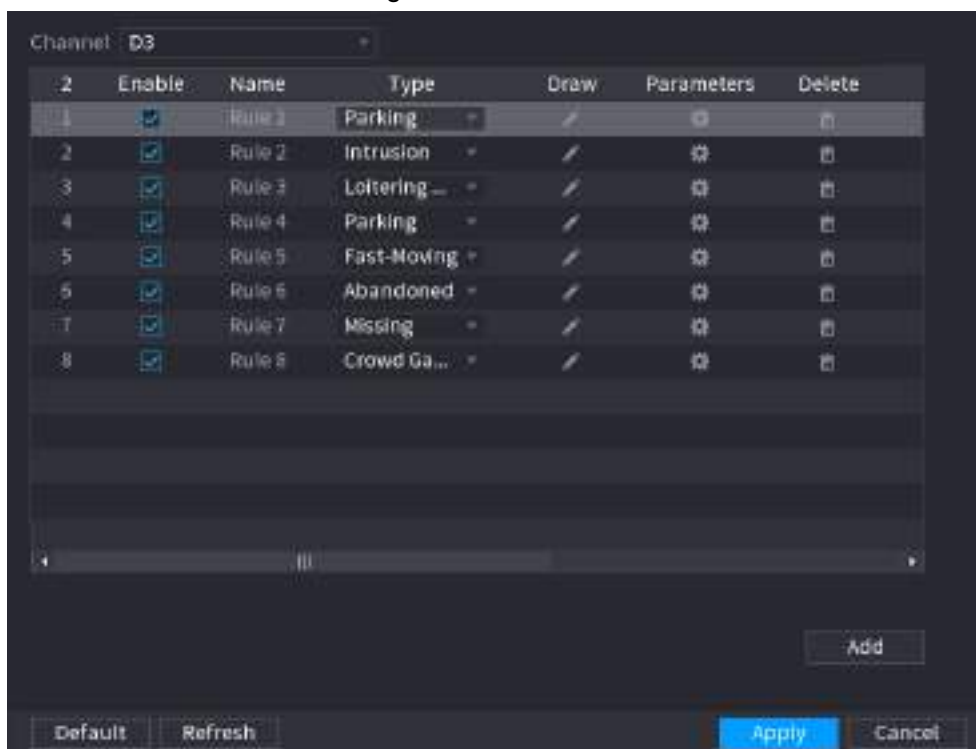 Channel D3
2 Enable Name Type Draw Parameters Delete
1 Rule 1 Parking
2 Rule 2 Intrusion
3 Rule 3 Loitering ...
4 Rule 4 Parking
5 Rule 5 Fast-Moving
6 Rule 6 Abandoned
7 Rule 7 Missing
8 Rule 8 Crowd Ga...
Add
Default Refresh Apply Cancel